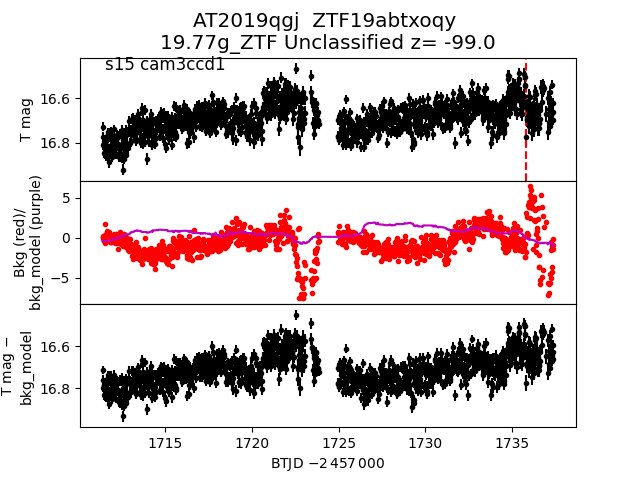 AT2019qgj  ZTF19abtxoqy
19.77g_ZTF Unclassified z= -99.0
s15 cam3ccd1
T mag
16.6
16.8
Bkg (red)/
bkg_model (purple)
5
0
−5
T mag −
bkg_model
16.6
16.8
1715 1720 1725 1730 1735
BTJD −2 457 000